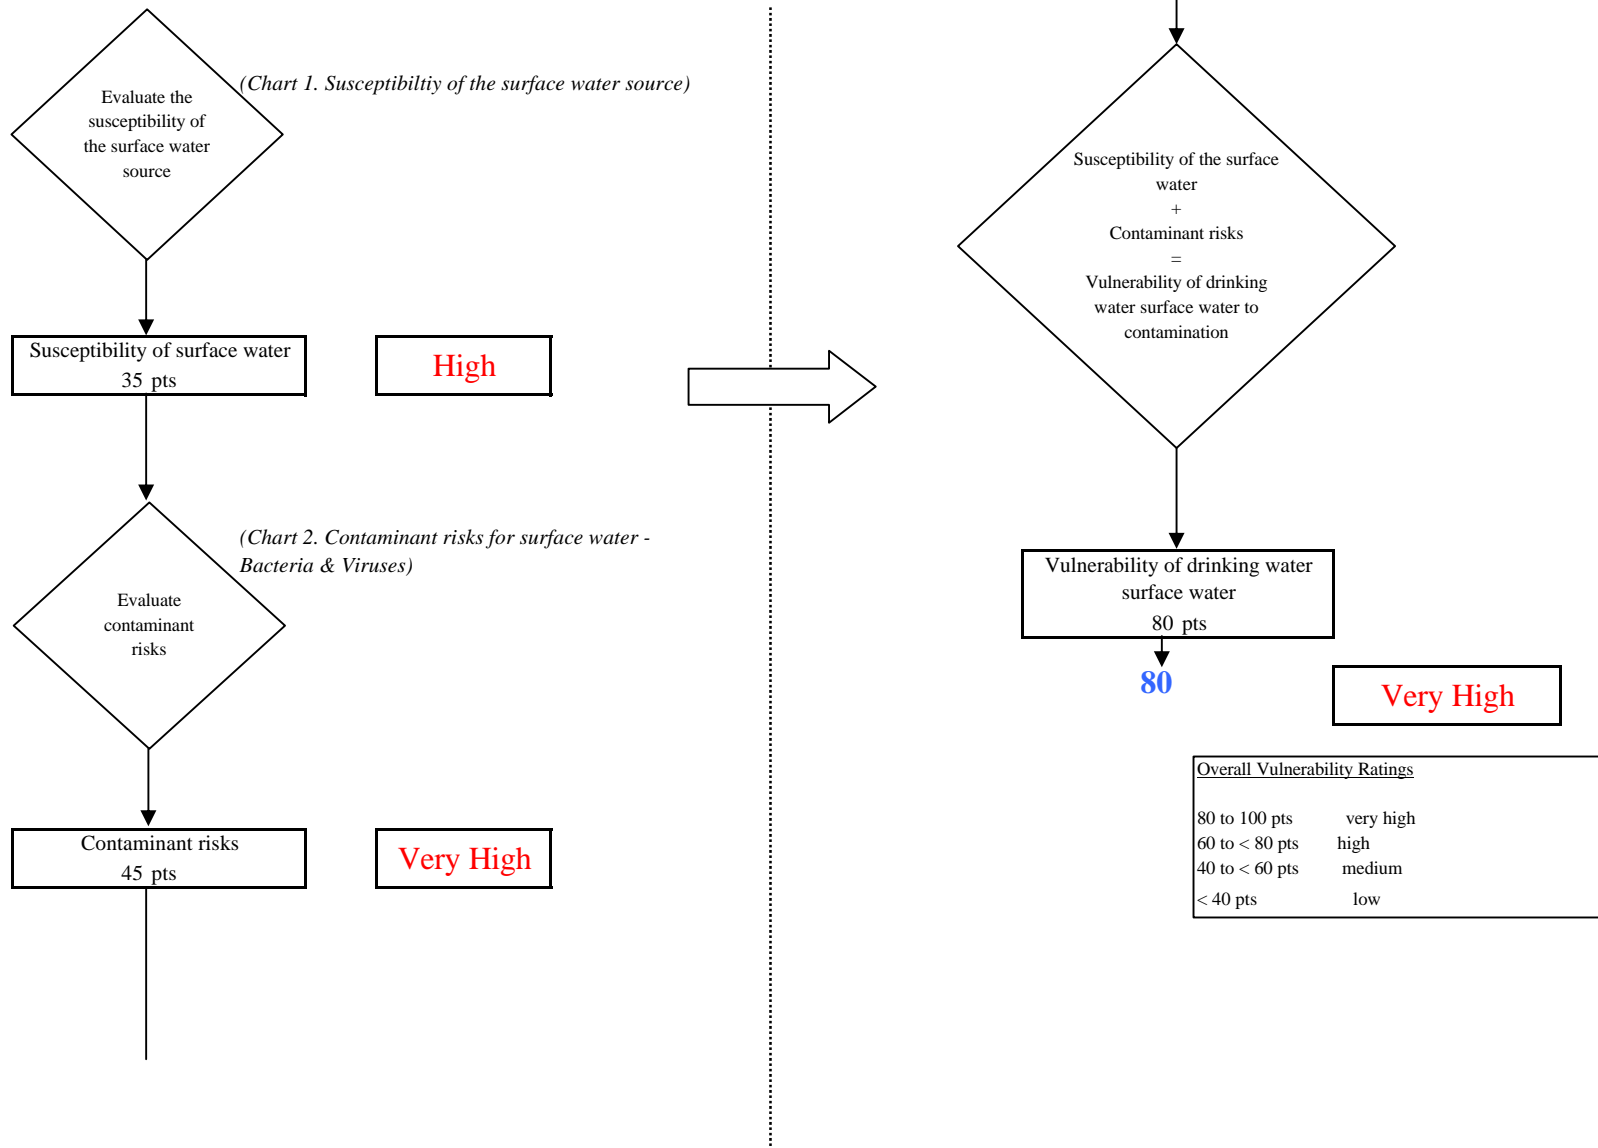 Evaluate the
susceptibility of
the surface water
source
(Chart 1. Susceptibiltiy of the surface water source)
Susceptibility of surface water
35 pts
High
(Chart 2. Contaminant risks for surface water -
Bacteria & Viruses)
Evaluate
contaminant
risks
Contaminant risks
45 pts
Very High
Susceptibility of the surface
water
+
Contaminant risks
=
Vulnerability of drinking
water surface water to
contamination
Vulnerability of drinking water
surface water
80 pts
80
Very High
Overall Vulnerability Ratings
80 to 100 pts very high
60 to < 80 pts high
40 to < 60 pts medium
< 40 pts low